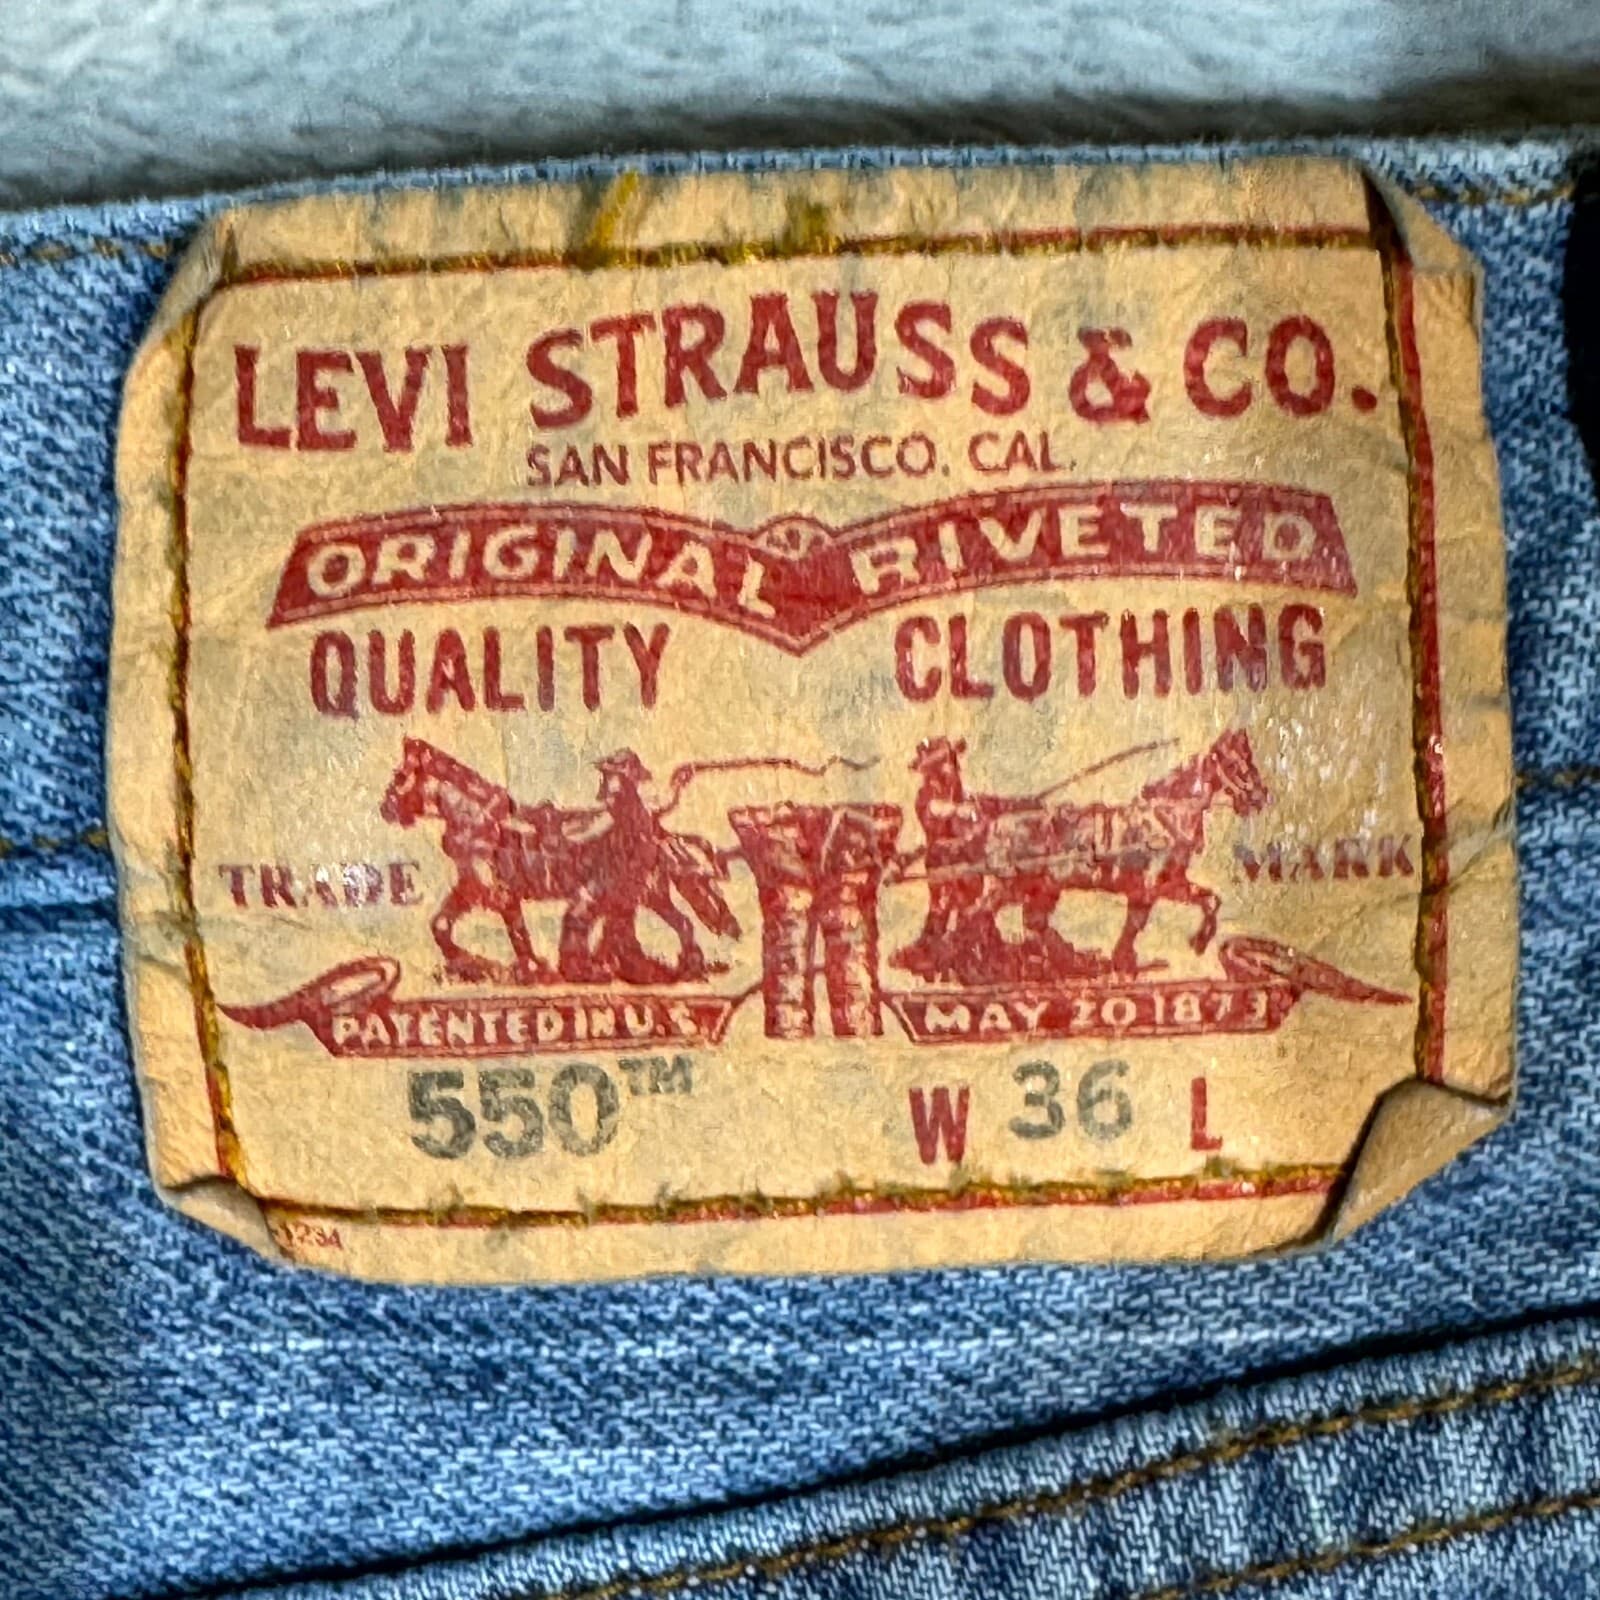 LEVI STRAUSS & CO.
SAN FRANCISCO, CAL.
ORIGINAL RIVETED
QUALITY CLOTHING
TRADE MARK
PATENTED IN U.S. MAY 20 1873
550™ W 36 L
1234